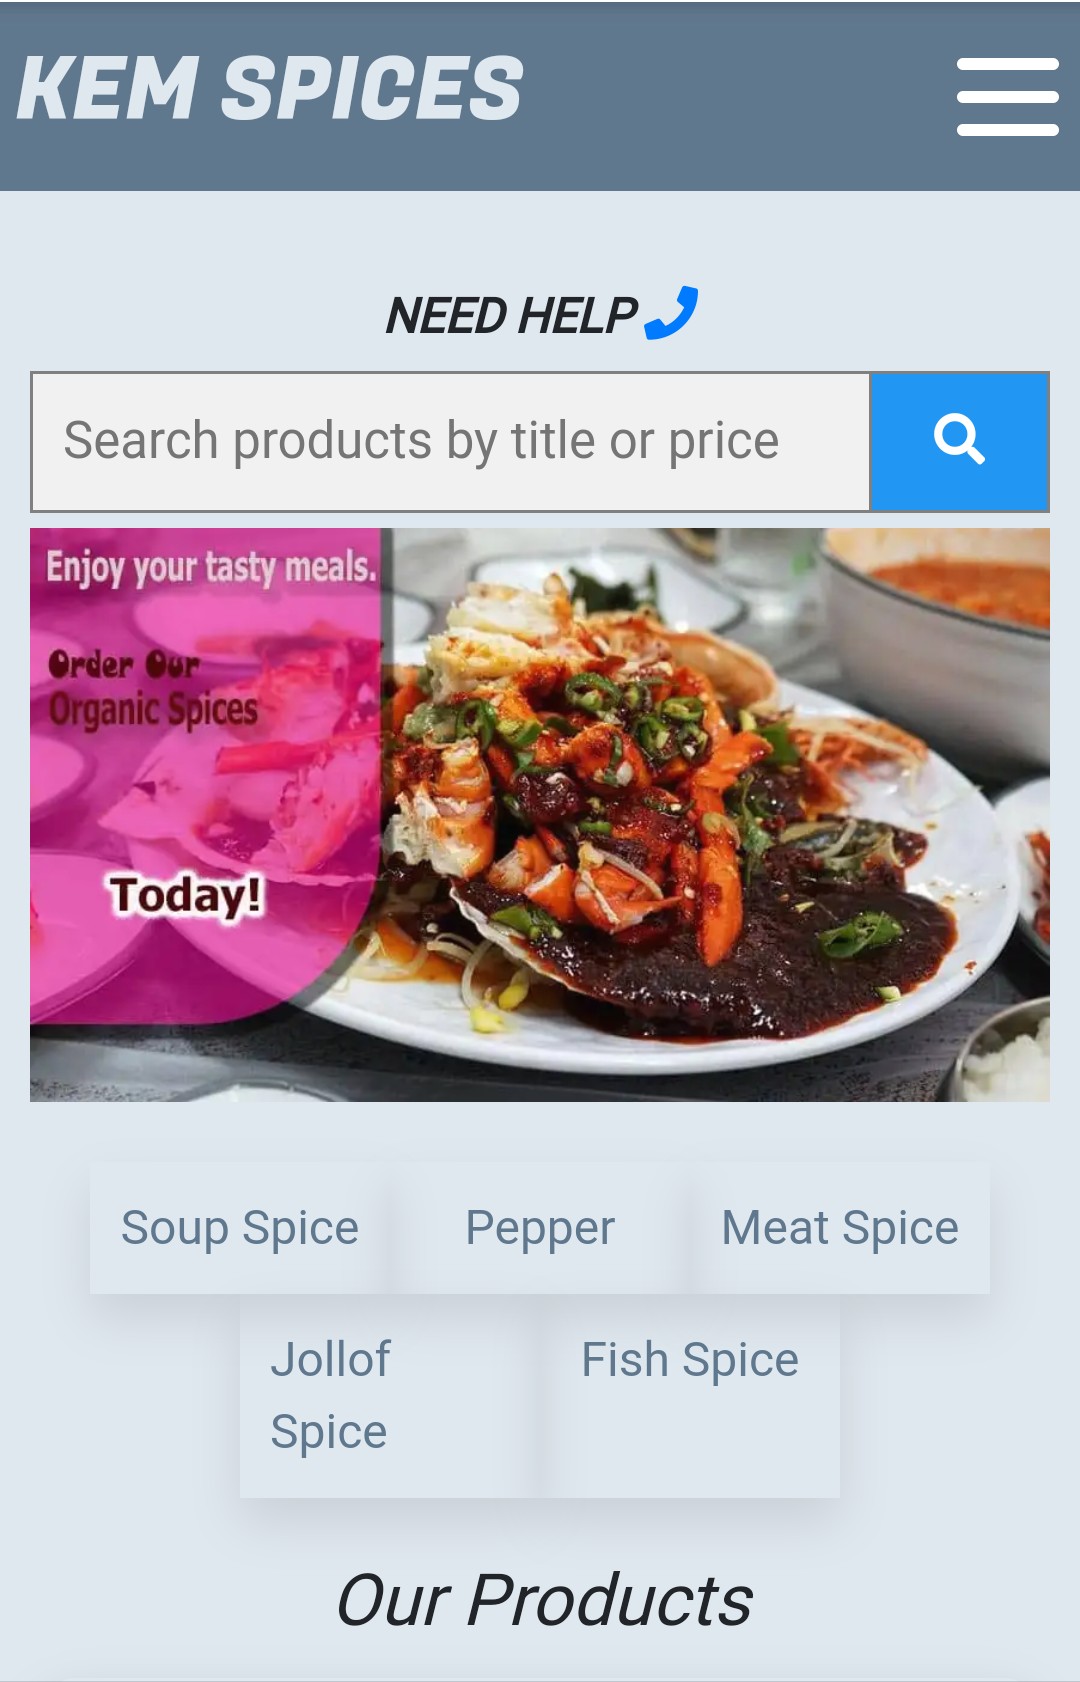 KEM SPICES
NEED HELP
Search products by title or price
Enjoy your tasty meals.
Order Our
Organic Spices
Today!
Soup Spice
Pepper
Meat Spice
Jollof
Spice
Fish Spice
Our Products